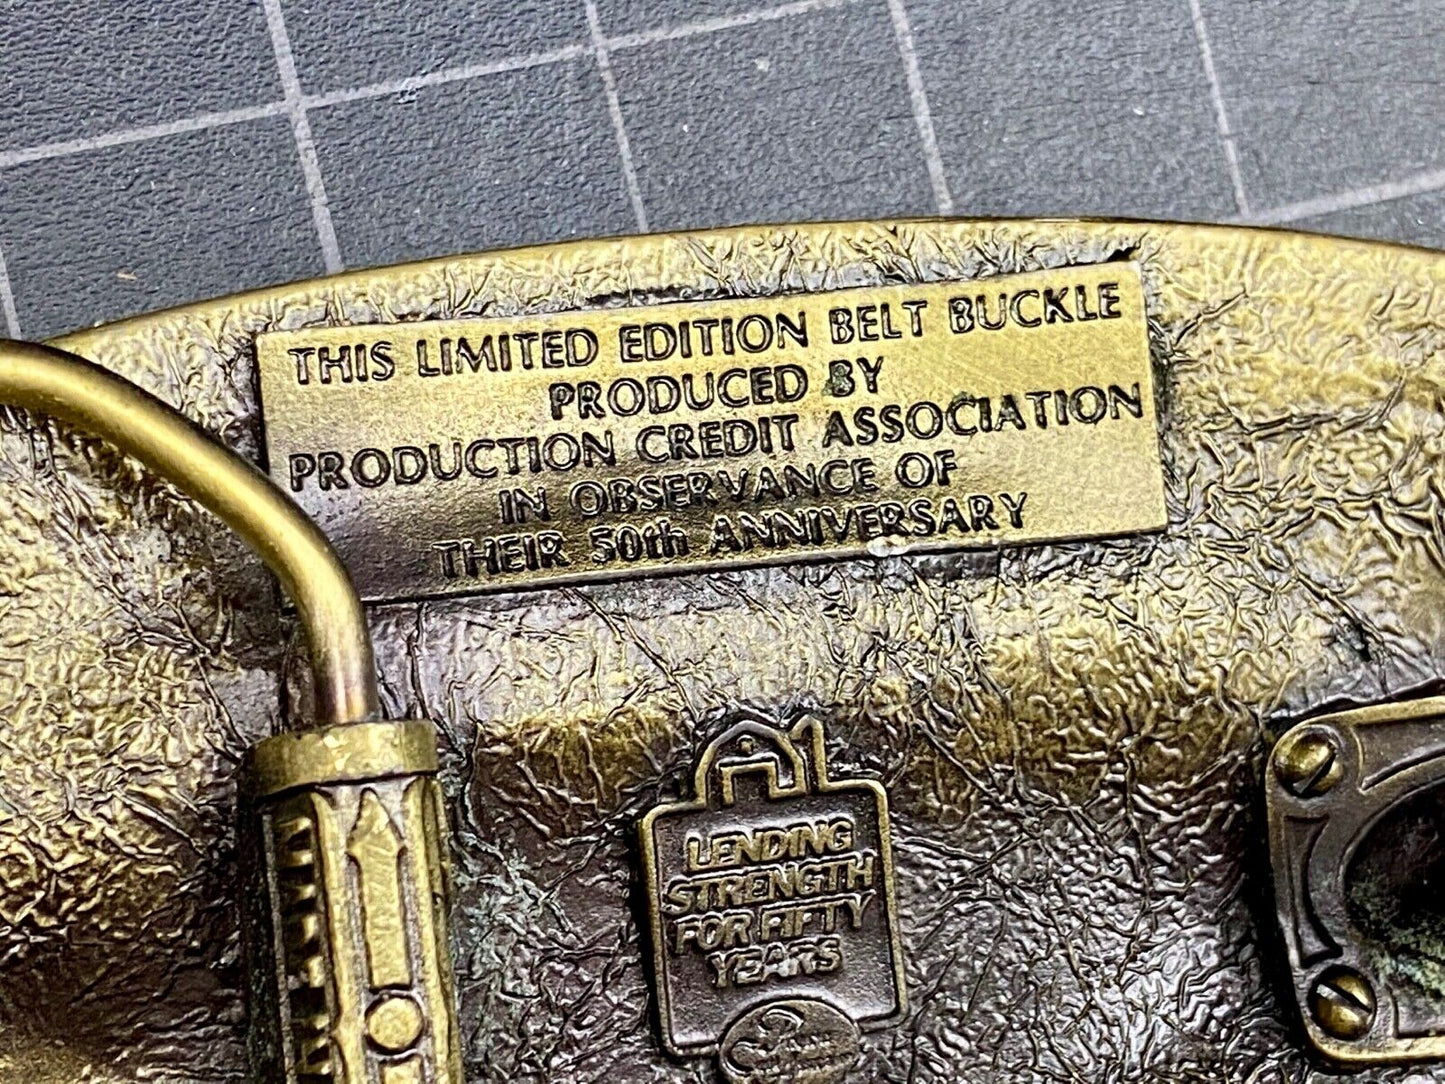 THIS LIMITED EDITION BELT BUCKLE
PRODUCED BY
PRODUCTION CREDIT ASSOCIATION
IN OBSERVANCE OF
THEIR 50th ANNIVERSARY
LENDING
STRENGTH
FOR FIFTY
YEARS